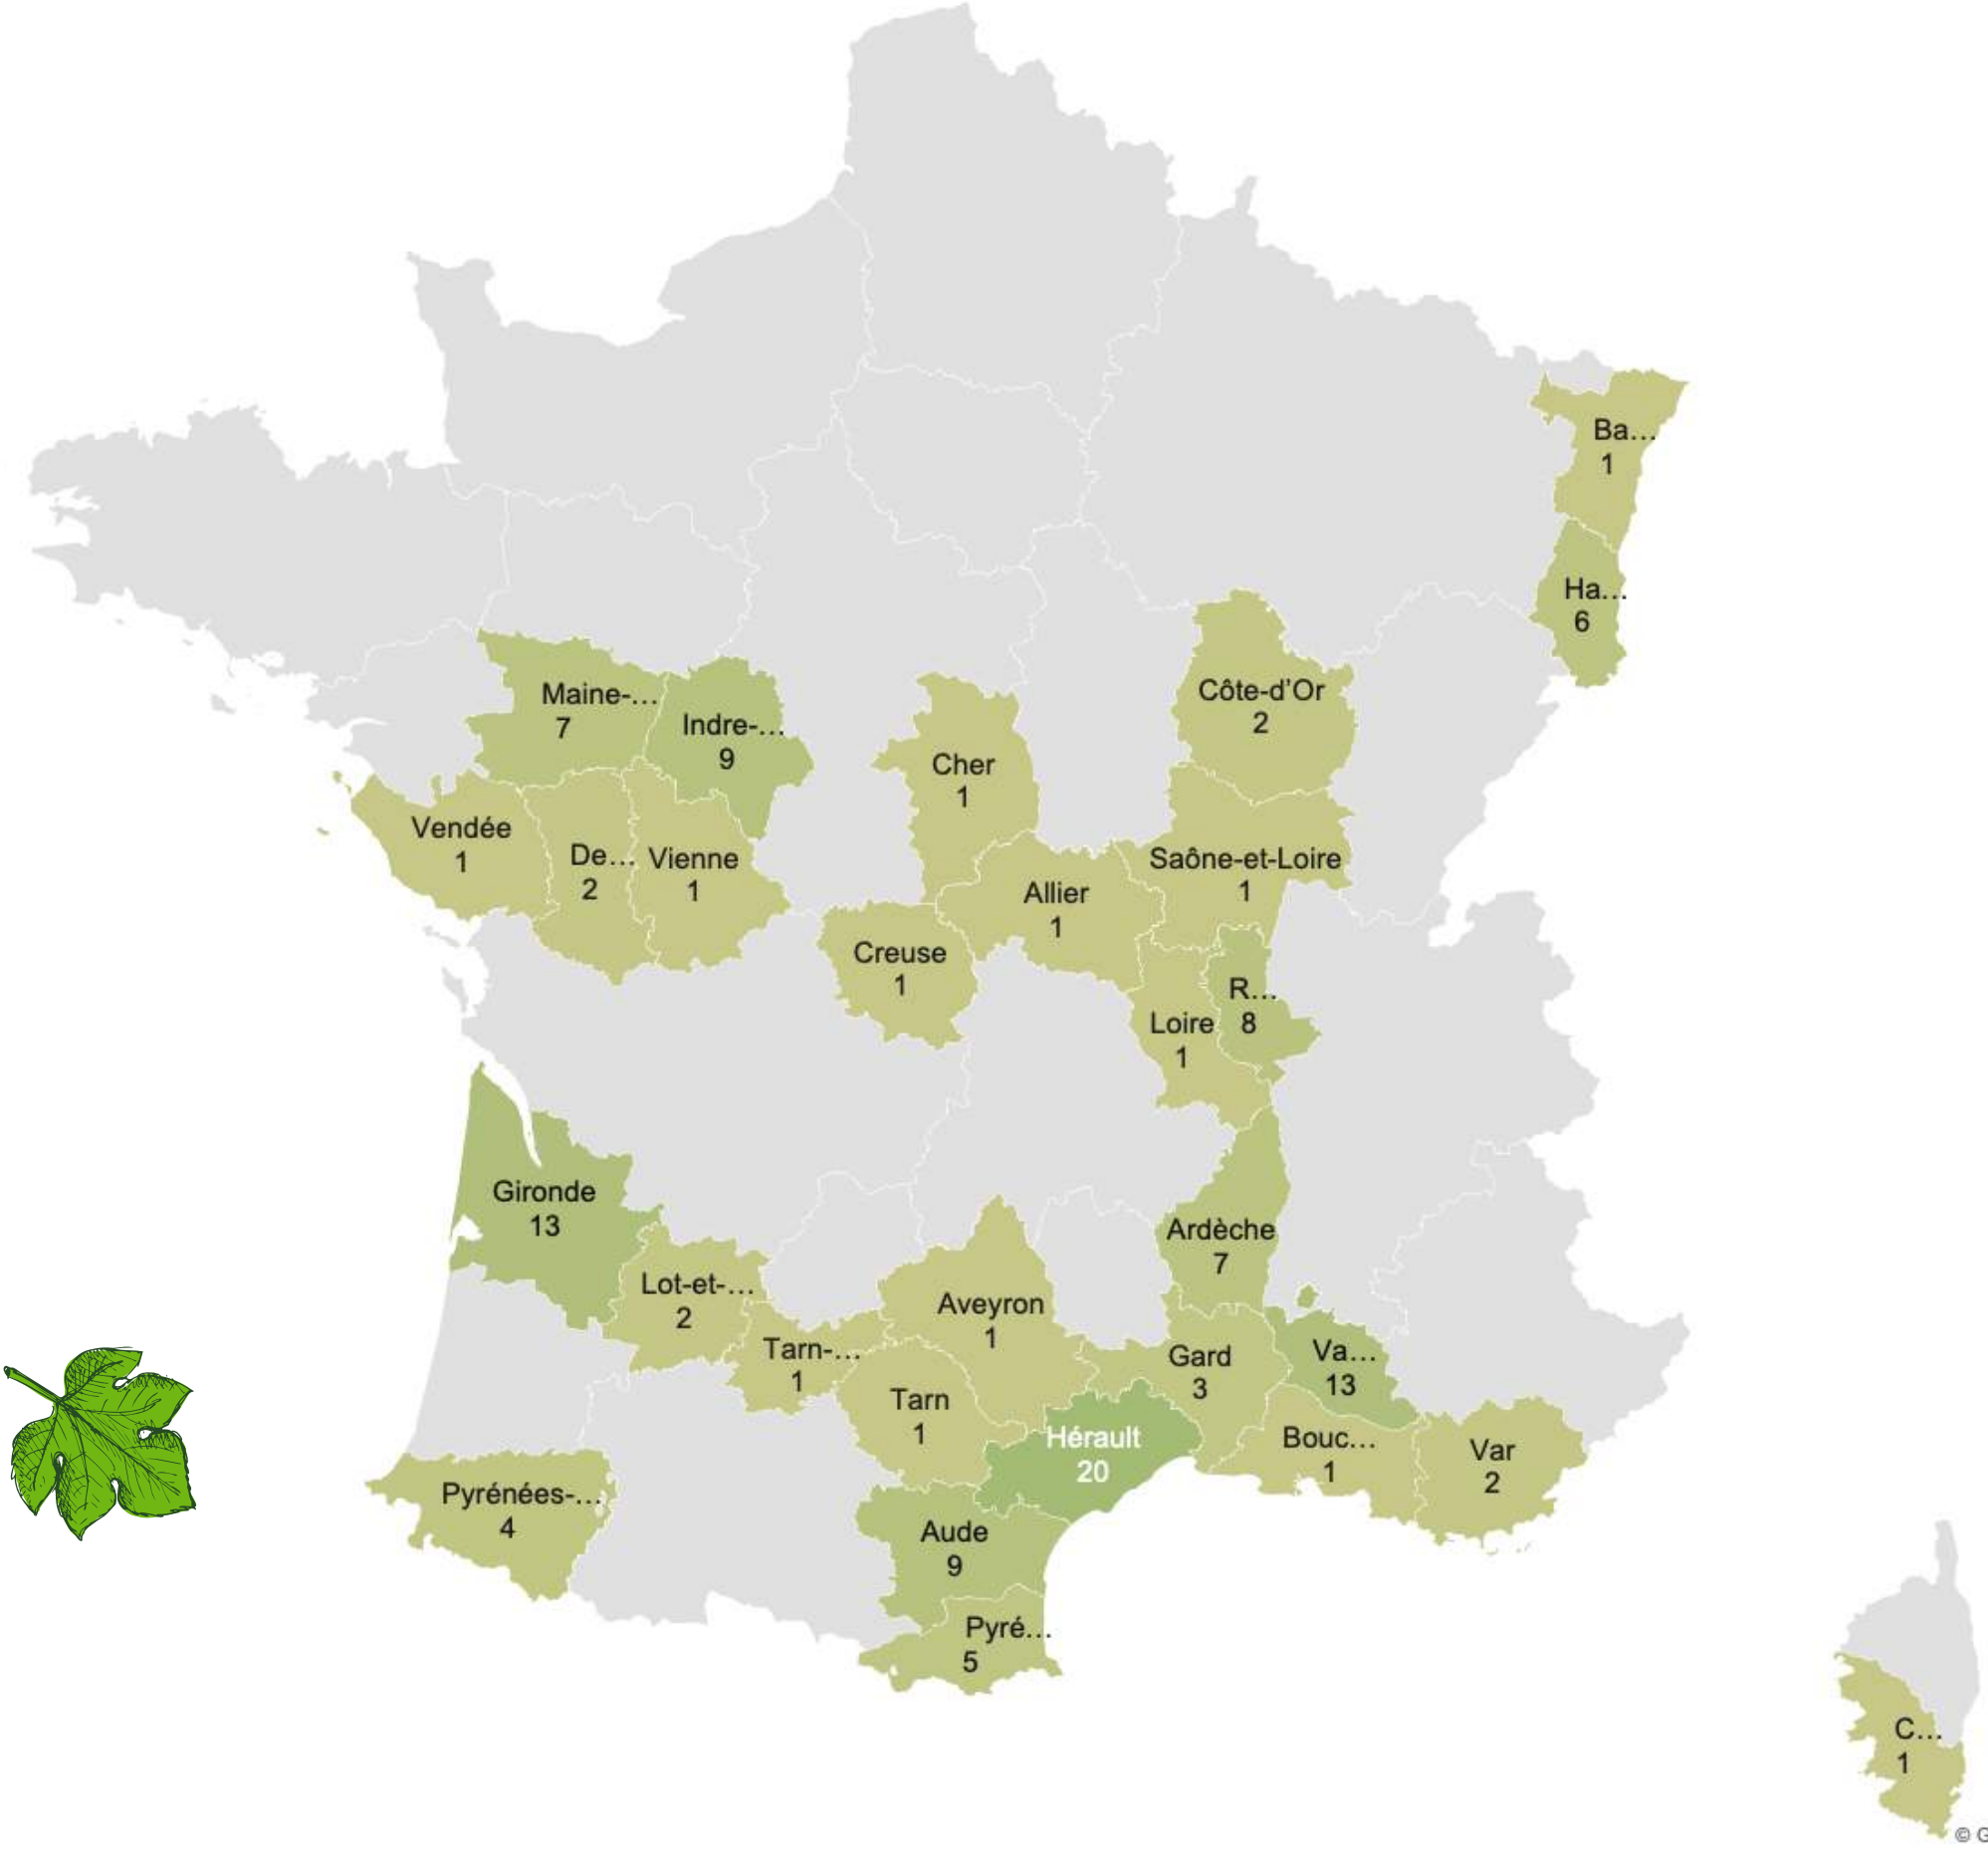 Ba...
1
Ha...
6
Maine-...
7
Indre-...
9
Côte-d'Or
2
Cher
1
Vendée
1
De...
2
Vienne
1
Saône-et-Loire
1
Allier
1
Creuse
1
R...
8
Loire
1
Gironde
13
Ardèche
7
Lot-et-...
2
Aveyron
1
Tarn-...
1
Gard
3
Va...
13
Tarn
1
Hérault
20
Bouc...
1
Var
2
Pyrénées-...
4
Aude
9
Pyré...
5
C...
1
© G